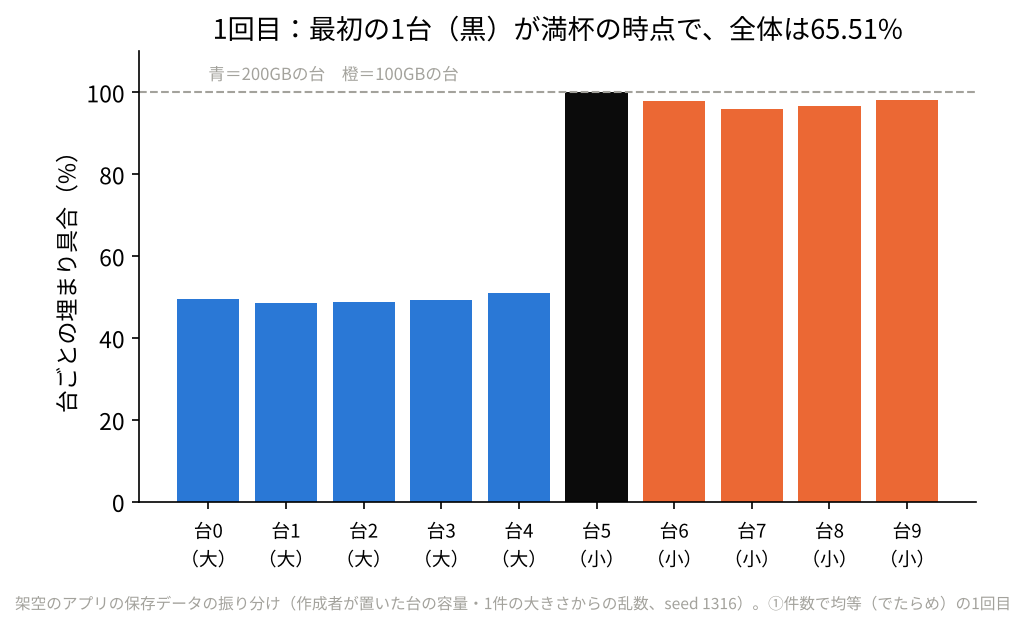 1回目：最初の1台（黒）が満杯の時点で、全体は65.51%
青＝200GBの台　橙＝100GBの台
台ごとの埋まり具合（%）
100
80
60
40
20
0
台0 台1 台2 台3 台4 台5 台6 台7 台8 台9
（大） （大） （大） （大） （大） （小） （小） （小） （小） （小）
架空のアプリの保存データの振り分け（作成者が置いた台の容量・1件の大きさからの乱数、seed 1316）。①件数で均等（でたらめ）の1回目